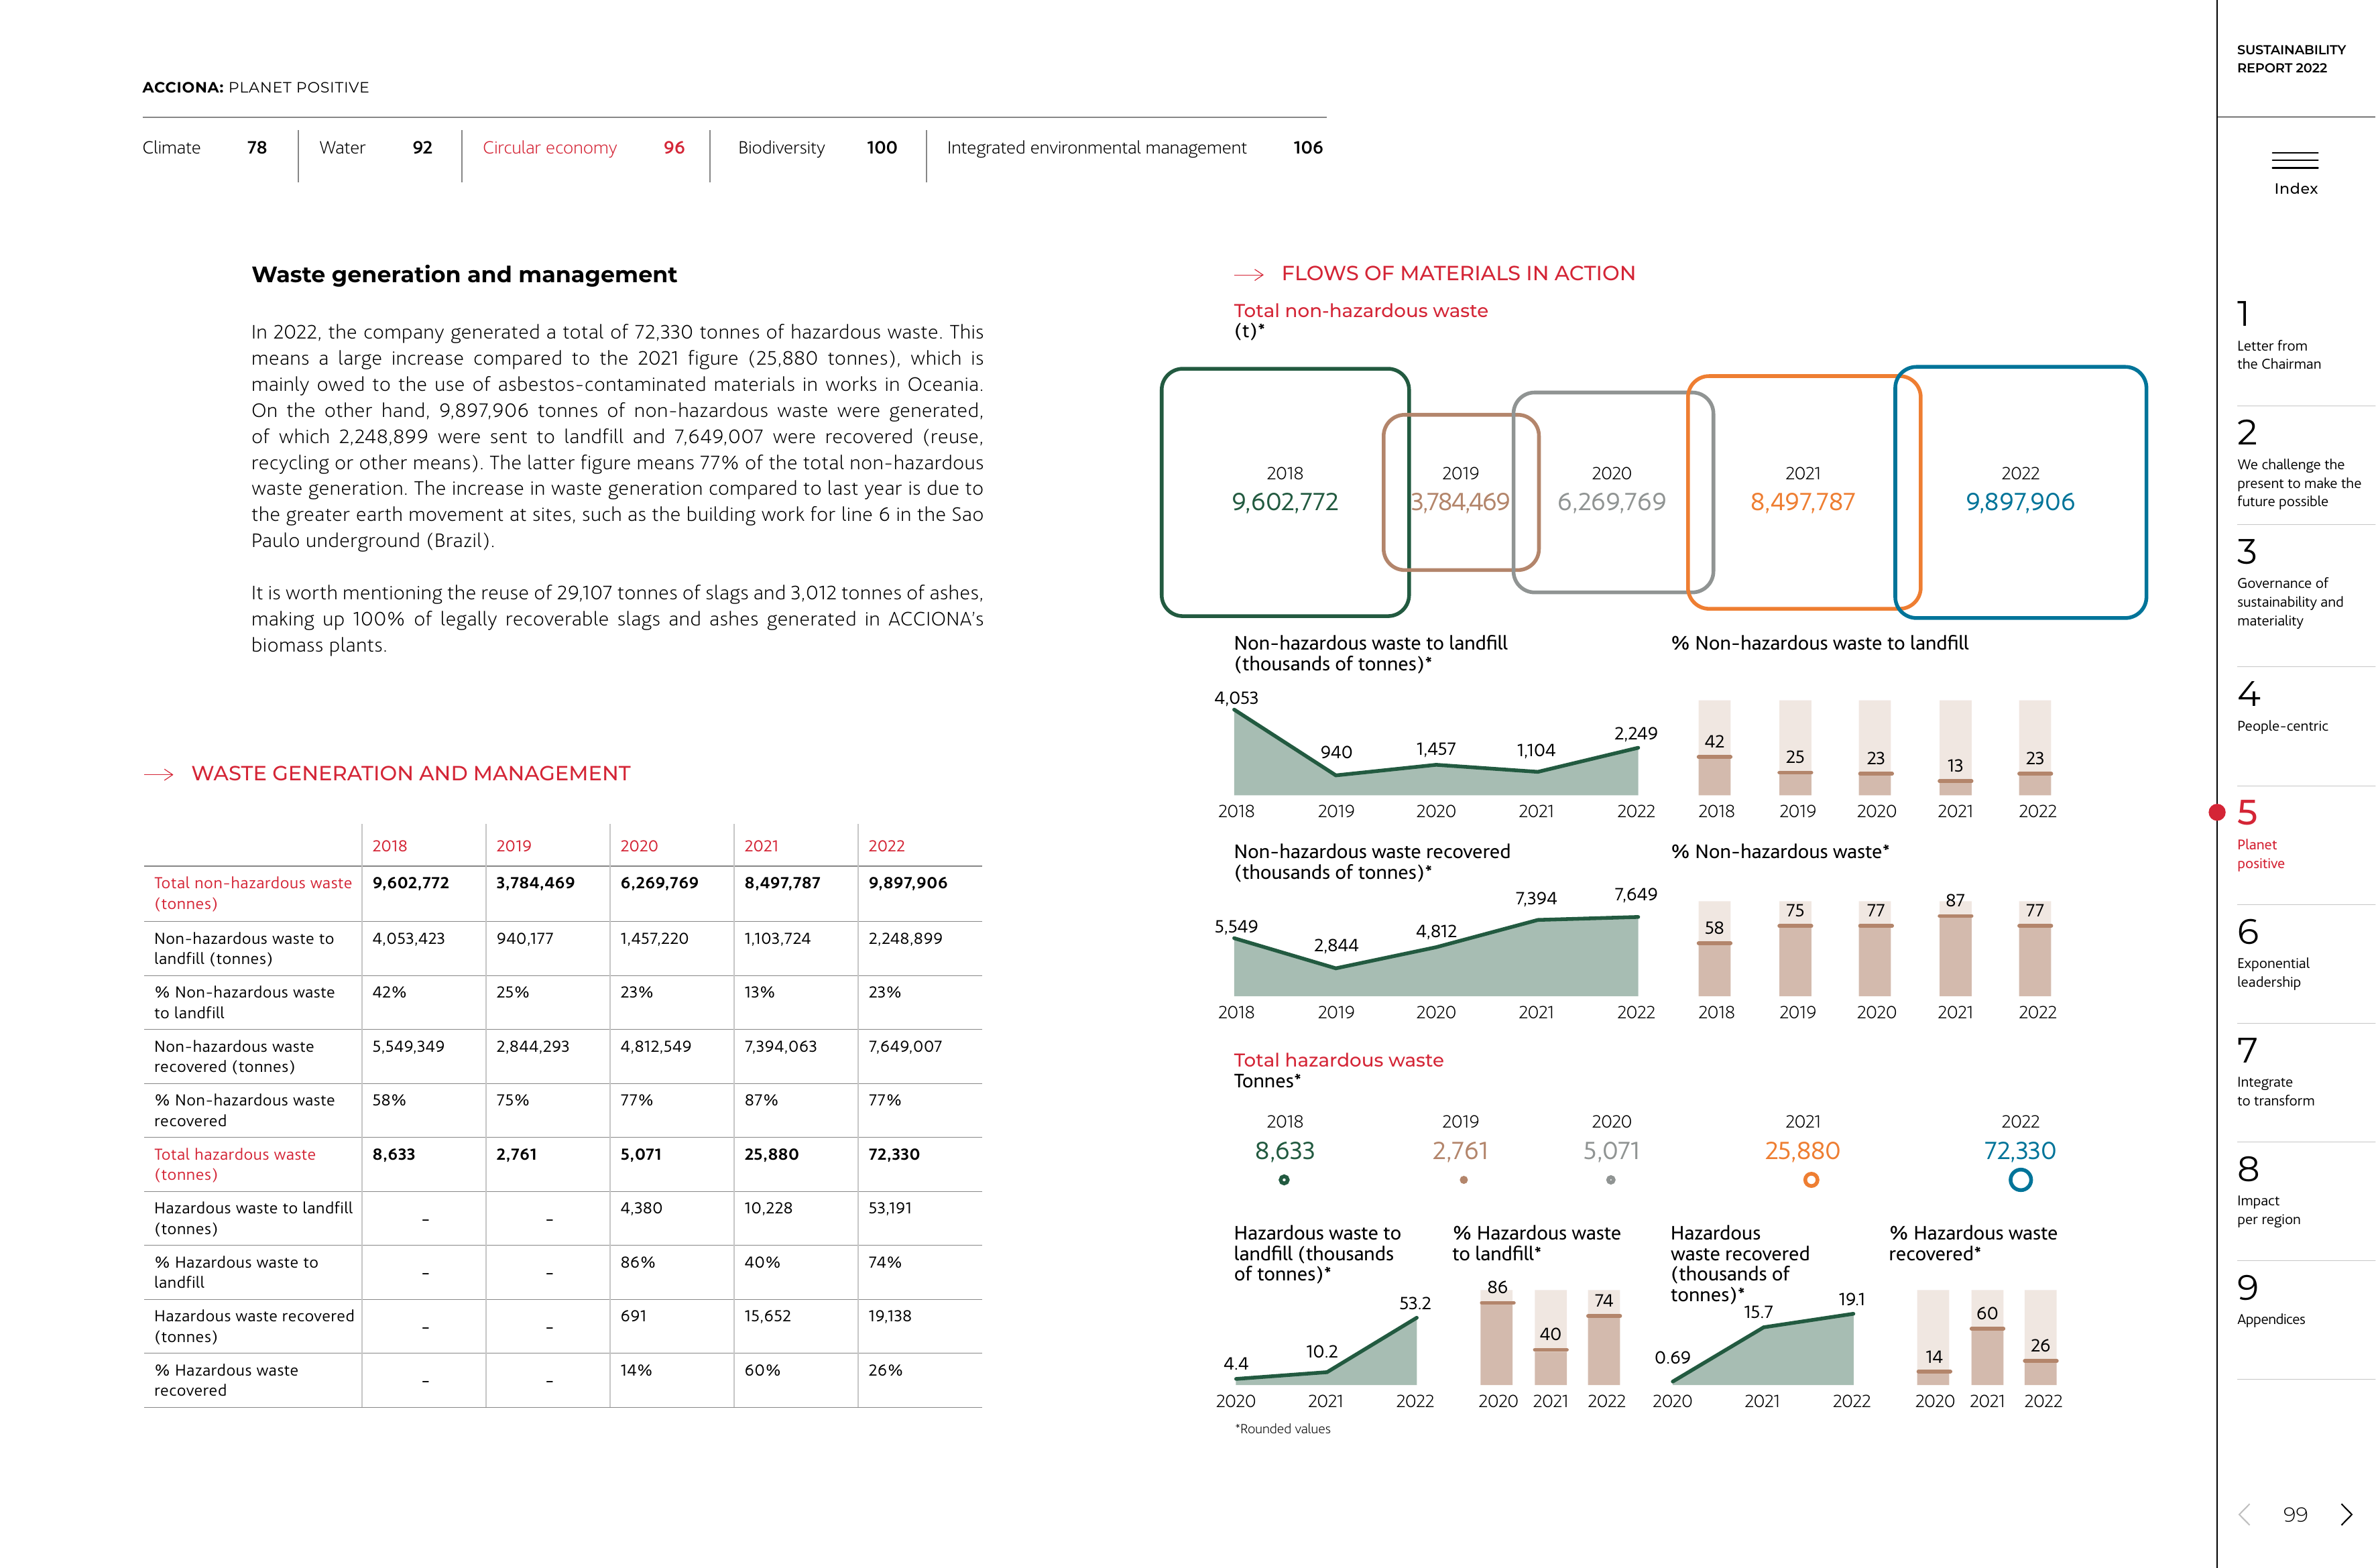 ACCIONA: PLANET POSITIVE
Climate 78 Water 92 Circular economy 96 Biodiversity 100 Integrated environmental management 106
SUSTAINABILITY
REPORT 2022
Index
Waste generation and management
In 2022, the company generated a total of 72,330 tonnes of hazardous waste. This
means a large increase compared to the 2021 figure (25,880 tonnes), which is
mainly owed to the use of asbestos-contaminated materials in works in Oceania.
On the other hand, 9,897,906 tonnes of non-hazardous waste were generated,
of which 2,248,899 were sent to landfill and 7,649,007 were recovered (reuse,
recycling or other means). The latter figure means 77% of the total non-hazardous
waste generation. The increase in waste generation compared to last year is due to
the greater earth movement at sites, such as the building work for line 6 in the Sao
Paulo underground (Brazil).
It is worth mentioning the reuse of 29,107 tonnes of slags and 3,012 tonnes of ashes,
making up 100% of legally recoverable slags and ashes generated in ACCIONA's
biomass plants.
WASTE GENERATION AND MANAGEMENT
2018 2019 2020 2021 2022
Total non-hazardous waste 9,602,772 3,784,469 6,269,769 8,497,787 9,897,906
(tonnes)
Non-hazardous waste to 4,053,423 940,177 1,457,220 1,103,724 2,248,899
landfill (tonnes)
% Non-hazardous waste 42% 25% 23% 13% 23%
to landfill
Non-hazardous waste 5,549,349 2,844,293 4,812,549 7,394,063 7,649,007
recovered (tonnes)
% Non-hazardous waste 58% 75% 77% 87% 77%
recovered
Total hazardous waste 8,633 2,761 5,071 25,880 72,330
(tonnes)
Hazardous waste to landfill – – 4,380 10,228 53,191
(tonnes)
% Hazardous waste to – – 86% 40% 74%
landfill
Hazardous waste recovered – – 691 15,652 19,138
(tonnes)
% Hazardous waste – – 14% 60% 26%
recovered
FLOWS OF MATERIALS IN ACTION
Total non-hazardous waste
(t)*
2018 2019 2020 2021 2022
9,602,772 3,784,469 6,269,769 8,497,787 9,897,906
Non-hazardous waste to landfill
(thousands of tonnes)*
4,053 940 1,457 1,104 2,249
2018 2019 2020 2021 2022
% Non-hazardous waste to landfill
42 25 23 13 23
2018 2019 2020 2021 2022
Non-hazardous waste recovered
(thousands of tonnes)*
5,549 2,844 4,812 7,394 7,649
2018 2019 2020 2021 2022
% Non-hazardous waste*
58 75 77 87 77
2018 2019 2020 2021 2022
Total hazardous waste
Tonnes*
2018 2019 2020 2021 2022
8,633 2,761 5,071 25,880 72,330
Hazardous waste to
landfill (thousands
of tonnes)*
4.4 10.2 53.2
2020 2021 2022
% Hazardous waste
to landfill*
86 40 74
2020 2021 2022
Hazardous
waste recovered
(thousands of
tonnes)*
0.69 15.7 19.1
2020 2021 2022
% Hazardous waste
recovered*
14 60 26
2020 2021 2022
*Rounded values
1
Letter from
the Chairman
2
We challenge the
present to make the
future possible
3
Governance of
sustainability and
materiality
4
People-centric
5
Planet
positive
6
Exponential
leadership
7
Integrate
to transform
8
Impact
per region
9
Appendices
99